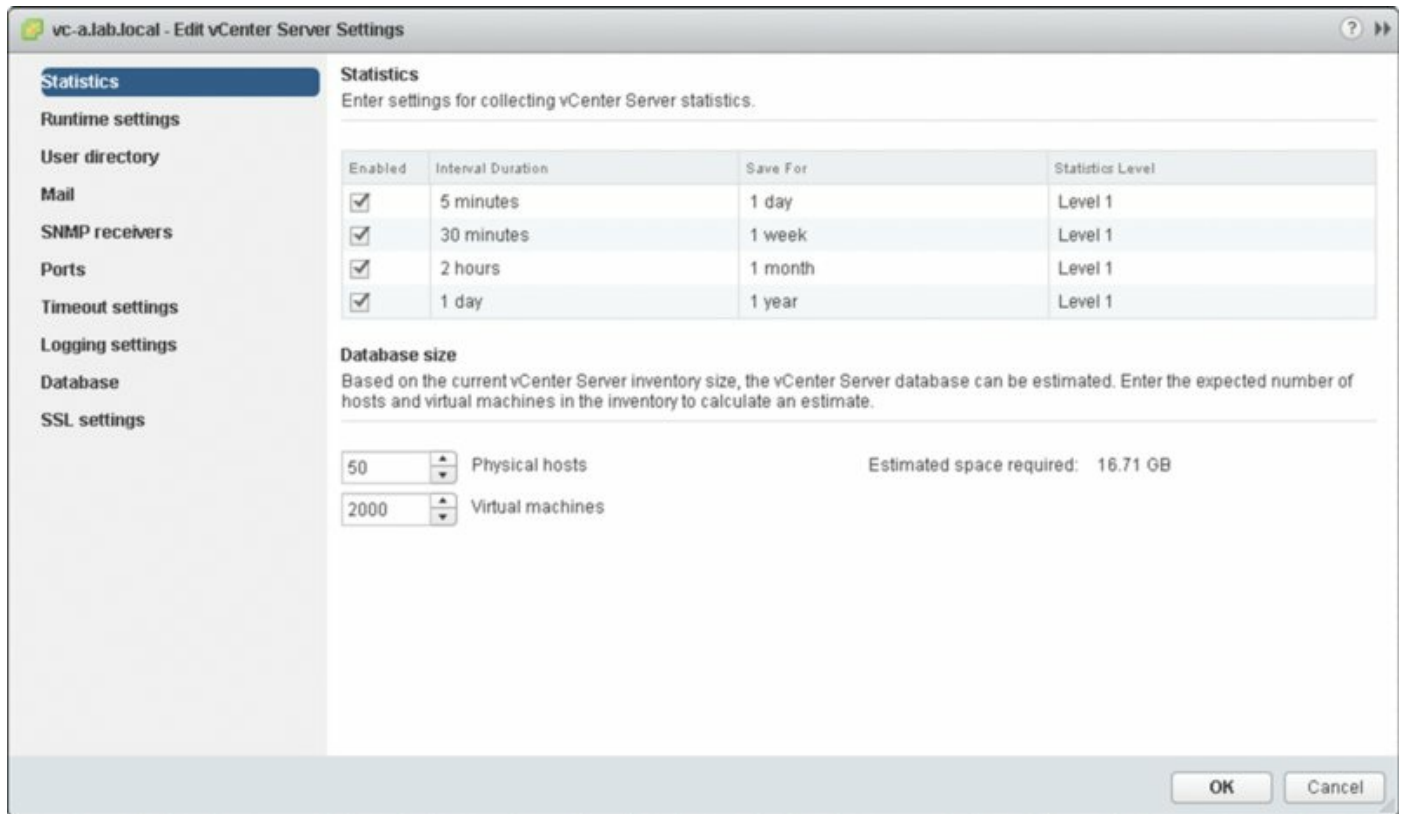 vc-a.lab.local - Edit vCenter Server Settings
?
Statistics
Runtime settings
User directory
Mail
SNMP receivers
Ports
Timeout settings
Logging settings
Database
SSL settings
Statistics
Enter settings for collecting vCenter Server statistics.
Enabled Interval Duration Save For Statistics Level
5 minutes 1 day Level 1
30 minutes 1 week Level 1
2 hours 1 month Level 1
1 day 1 year Level 1
Database size
Based on the current vCenter Server inventory size, the vCenter Server database can be estimated. Enter the expected number of
hosts and virtual machines in the inventory to calculate an estimate.
50 Physical hosts Estimated space required: 16.71 GB
2000 Virtual machines
OK Cancel